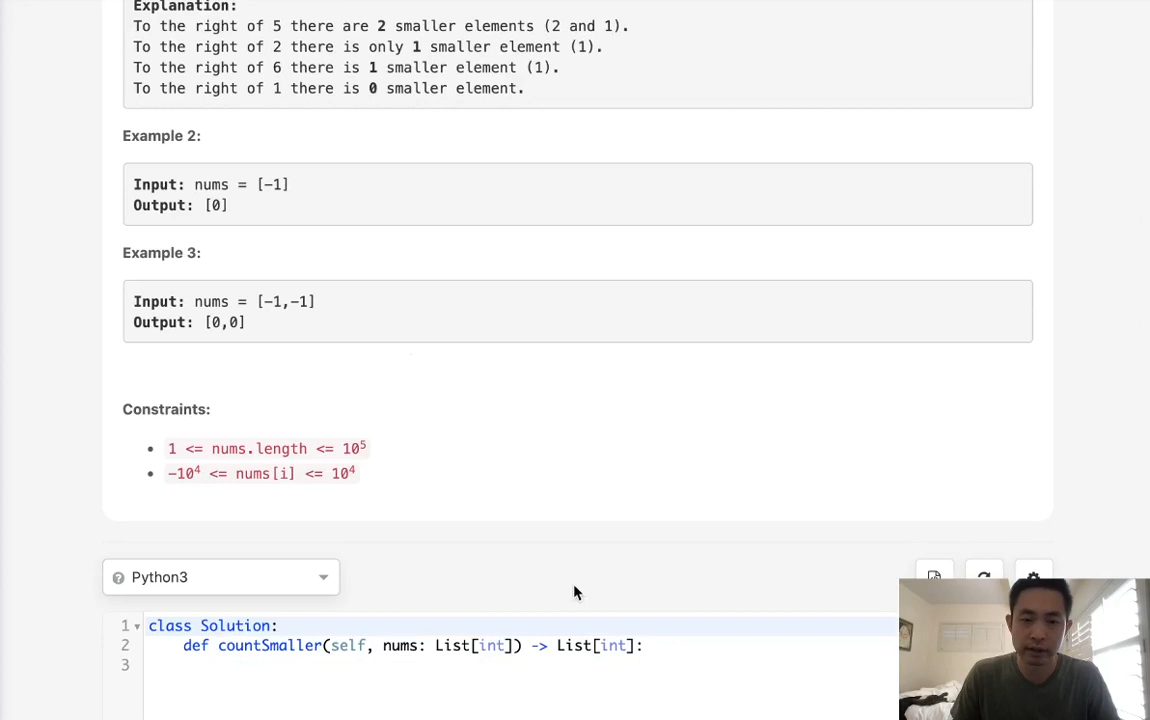 Explanation:
To the right of 5 there are 2 smaller elements (2 and 1).
To the right of 2 there is only 1 smaller element (1).
To the right of 6 there is 1 smaller element (1).
To the right of 1 there is 0 smaller element.
Example 2:
Input: nums = [-1]
Output: [0]
Example 3:
Input: nums = [-1,-1]
Output: [0,0]
Constraints:
1 <= nums.length <= 10⁵
-10⁴ <= nums[i] <= 10⁴
Python3
1 class Solution:
2 def countSmaller(self, nums: List[int]) -> List[int]:
3